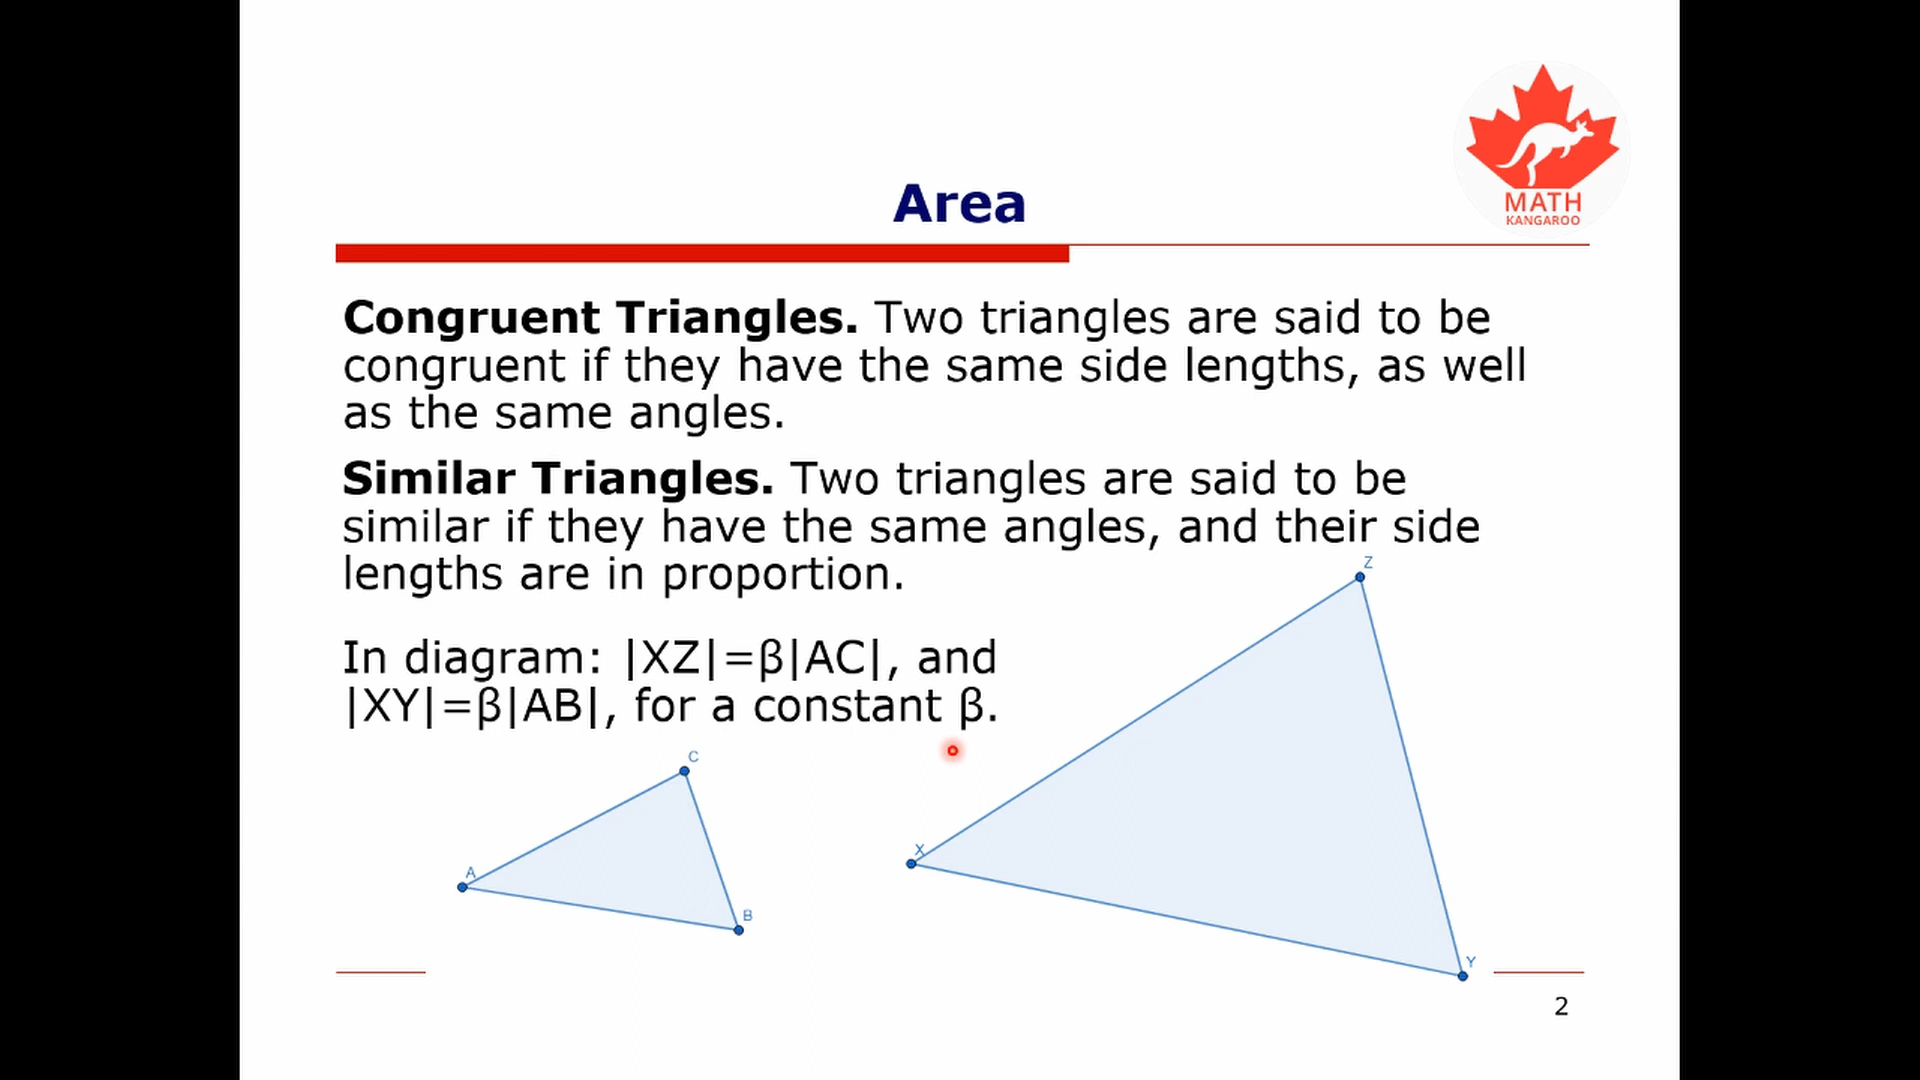 MATH
KANGAROO
Area
Congruent Triangles. Two triangles are said to be
congruent if they have the same side lengths, as well
as the same angles.
Similar Triangles. Two triangles are said to be
similar if they have the same angles, and their side
lengths are in proportion.
In diagram: |XZ|=β|AC|, and
|XY|=β|AB|, for a constant β.
C
A
B
Z
X
Y
2